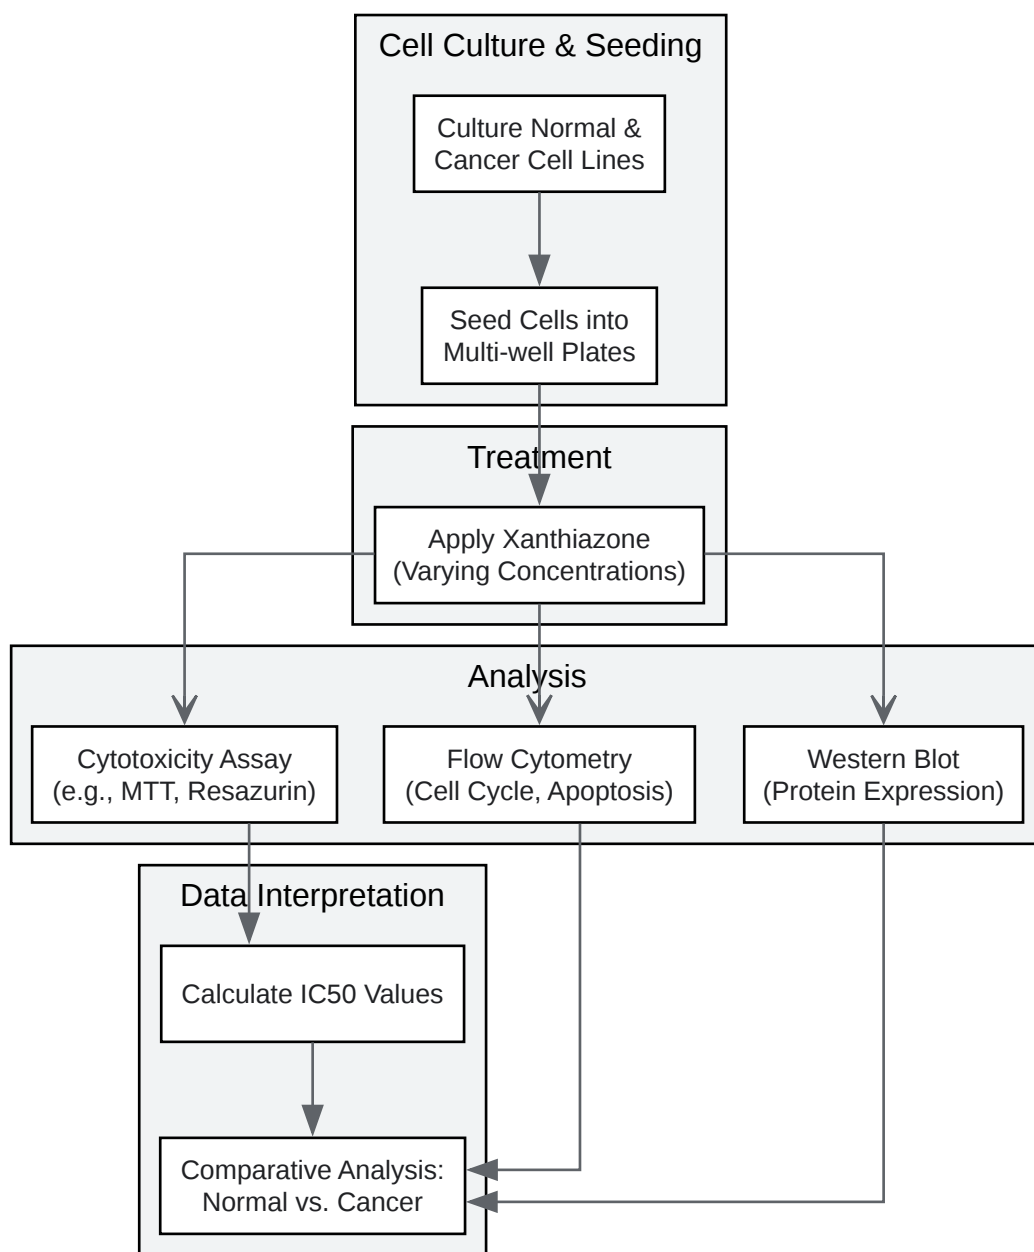 Cell Culture & Seeding
Culture Normal &
Cancer Cell Lines
Seed Cells into
Multi-well Plates
Treatment
Apply Xanthiazone
(Varying Concentrations)
Analysis
Cytotoxicity Assay
(e.g., MTT, Resazurin)
Flow Cytometry
(Cell Cycle, Apoptosis)
Western Blot
(Protein Expression)
Data Interpretation
Calculate IC50 Values
Comparative Analysis:
Normal vs. Cancer